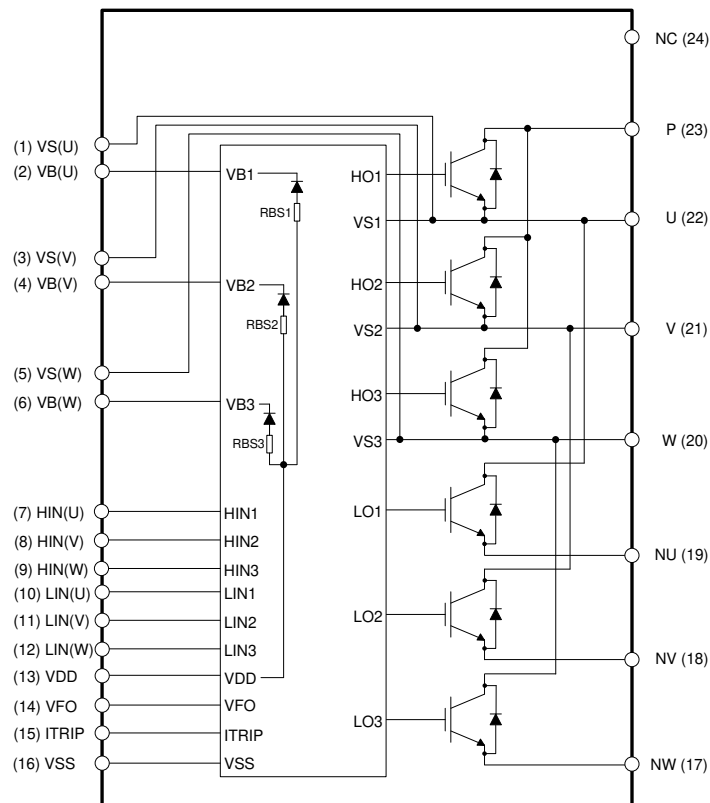 NC (24)
P (23)
(1) VS(U)
(2) VB(U)
VB1
HO1
RBS1
VS1
U (22)
(3) VS(V)
(4) VB(V)
VB2
HO2
RBS2
VS2
V (21)
(5) VS(W)
(6) VB(W)
VB3
HO3
RBS3
VS3
W (20)
(7) HIN(U)
HIN1
LO1
(8) HIN(V)
HIN2
NU (19)
(9) HIN(W)
HIN3
(10) LIN(U)
LIN1
(11) LIN(V)
LIN2
LO2
(12) LIN(W)
LIN3
NV (18)
(13) VDD
VDD
(14) VFO
VFO
LO3
(15) ITRIP
ITRIP
(16) VSS
VSS
NW (17)